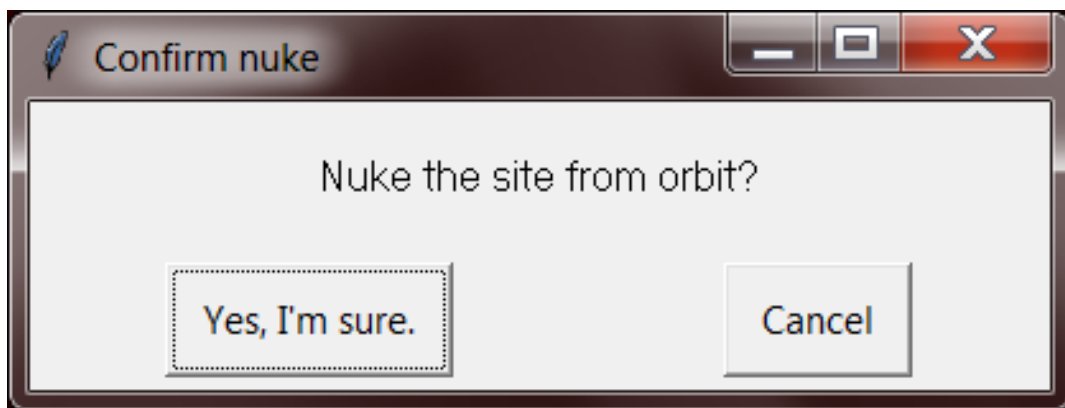 Confirm nuke
Nuke the site from orbit?
Yes, I'm sure. Cancel